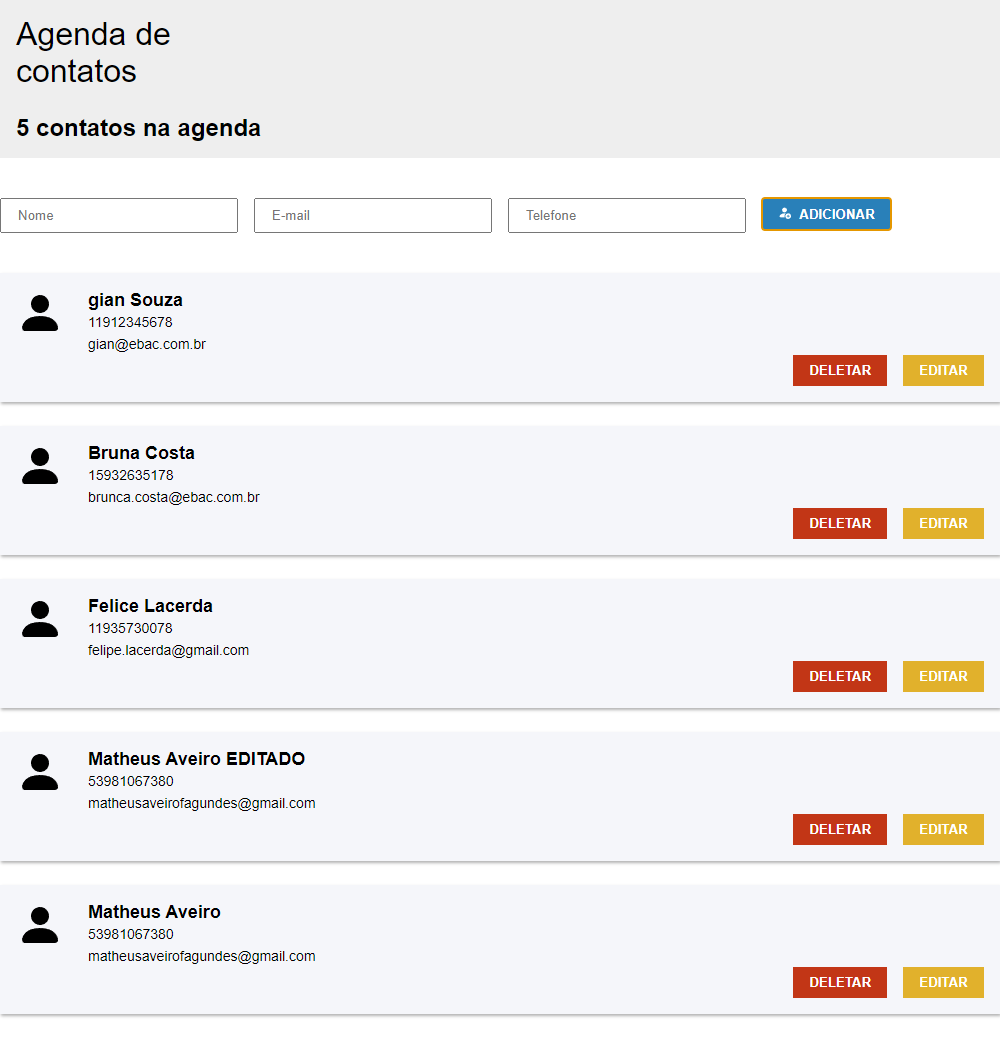 Agenda de
contatos
5 contatos na agenda
Nome E-mail Telefone ADICIONAR
gian Souza
11912345678
gian@ebac.com.br
DELETAR EDITAR
Bruna Costa
15932635178
brunca.costa@ebac.com.br
DELETAR EDITAR
Felice Lacerda
11935730078
felipe.lacerda@gmail.com
DELETAR EDITAR
Matheus Aveiro EDITADO
53981067380
matheusaveirofagundes@gmail.com
DELETAR EDITAR
Matheus Aveiro
53981067380
matheusaveirofagundes@gmail.com
DELETAR EDITAR